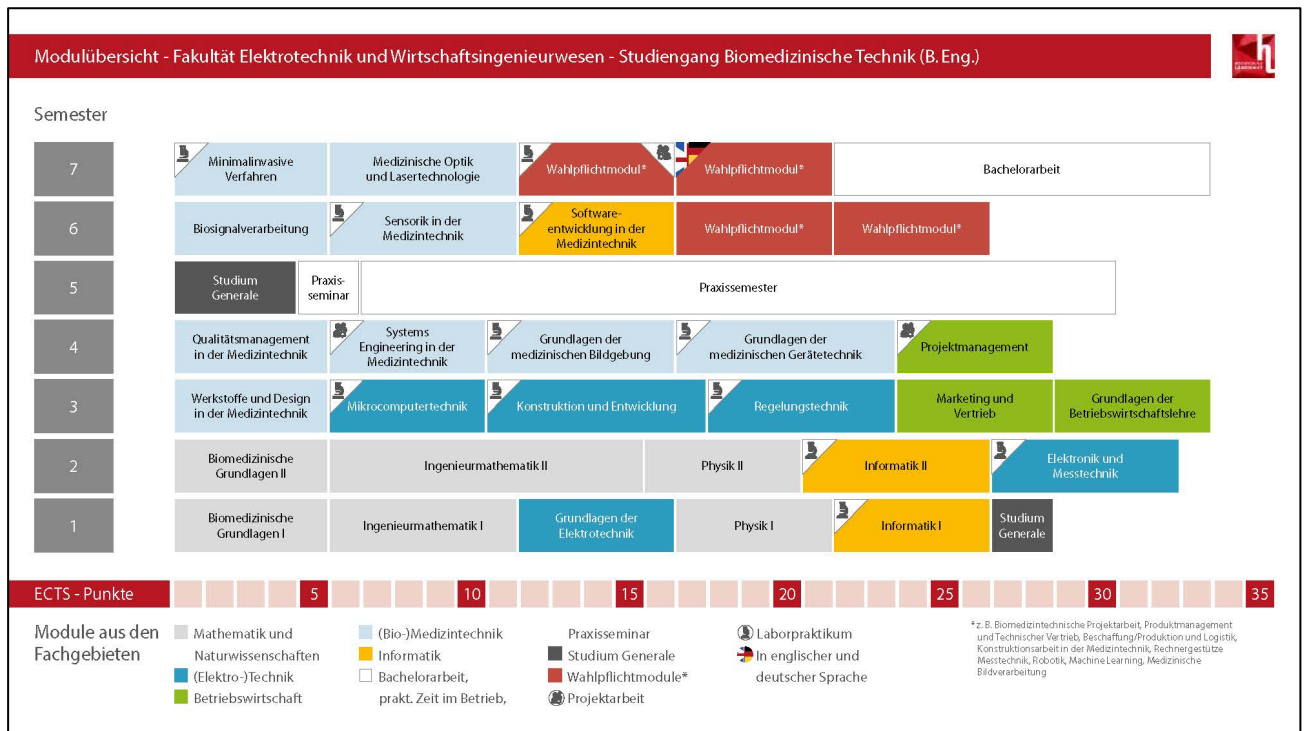 Modulübersicht - Fakultät Elektrotechnik und Wirtschaftsingenieurwesen - Studiengang Biomedizinische Technik (B. Eng.)
Semester
7
Minimalinvasive
Verfahren
Medizinische Optik
und Lasertechnologie
Wahlpflichtmodul*
Wahlpflichtmodul*
Bachelorarbeit
6
Biosignalverarbeitung
Sensorik in der
Medizintechnik
Software-
entwicklung in der
Medizintechnik
Wahlpflichtmodul*
Wahlpflichtmodul*
5
Studium
Generale
Praxis-
seminar
Praxissemester
4
Qualitätsmanagement
in der Medizintechnik
Systems
Engineering in der
Medizintechnik
Grundlagen der
medizinischen Bildgebung
Grundlagen der
medizinischen Gerätetechnik
Projektmanagement
3
Werkstoffe und Design
in der Medizintechnik
Mikrocomputertechnik
Konstruktion und Entwicklung
Regelungstechnik
Marketing und
Vertrieb
Grundlagen der
Betriebswirtschaftslehre
2
Biomedizinische
Grundlagen II
Ingenieurmathematik II
Physik II
Informatik II
Elektronik und
Messtechnik
1
Biomedizinische
Grundlagen I
Ingenieurmathematik I
Grundlagen der
Elektrotechnik
Physik I
Informatik I
Studium
Generale
ECTS - Punkte 5 10 15 20 25 30 35
Module aus den
Fachgebieten
Mathematik und
Naturwissenschaften
(Elektro-)Technik
Betriebswirtschaft
(Bio-)Medizintechnik
Informatik
Bachelorarbeit,
prakt. Zeit im Betrieb,
Praxisseminar
Studium Generale
Wahlpflichtmodule*
Projektarbeit
Laborpraktikum
In englischer und
deutscher Sprache
*z. B. Biomedizintechnische Projektarbeit, Produktmanagement
und Technischer Vertrieb, Beschaffung/Produktion und Logistik,
Konstruktionsarbeit in der Medizintechnik, Rechnergestütze
Messtechnik, Robotik, Machine Learning, Medizinische
Bildverarbeitung